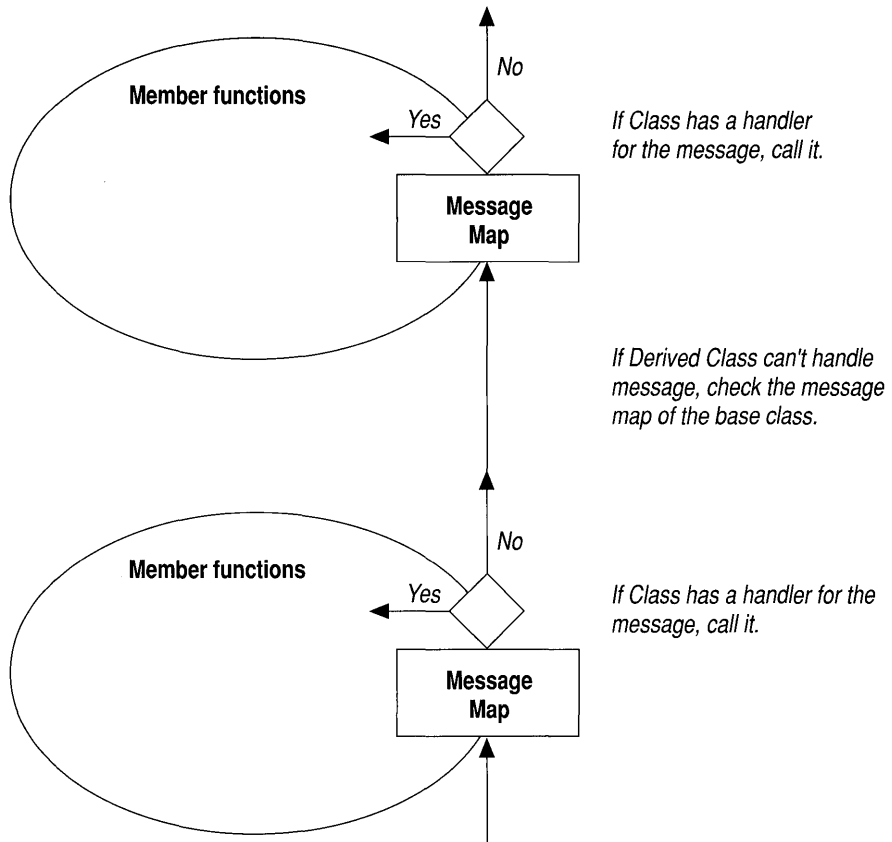 No
Member functions
Yes
If Class has a handler
for the message, call it.
Message
Map
If Derived Class can't handle
message, check the message
map of the base class.
No
Member functions
Yes
If Class has a handler for the
message, call it.
Message
Map